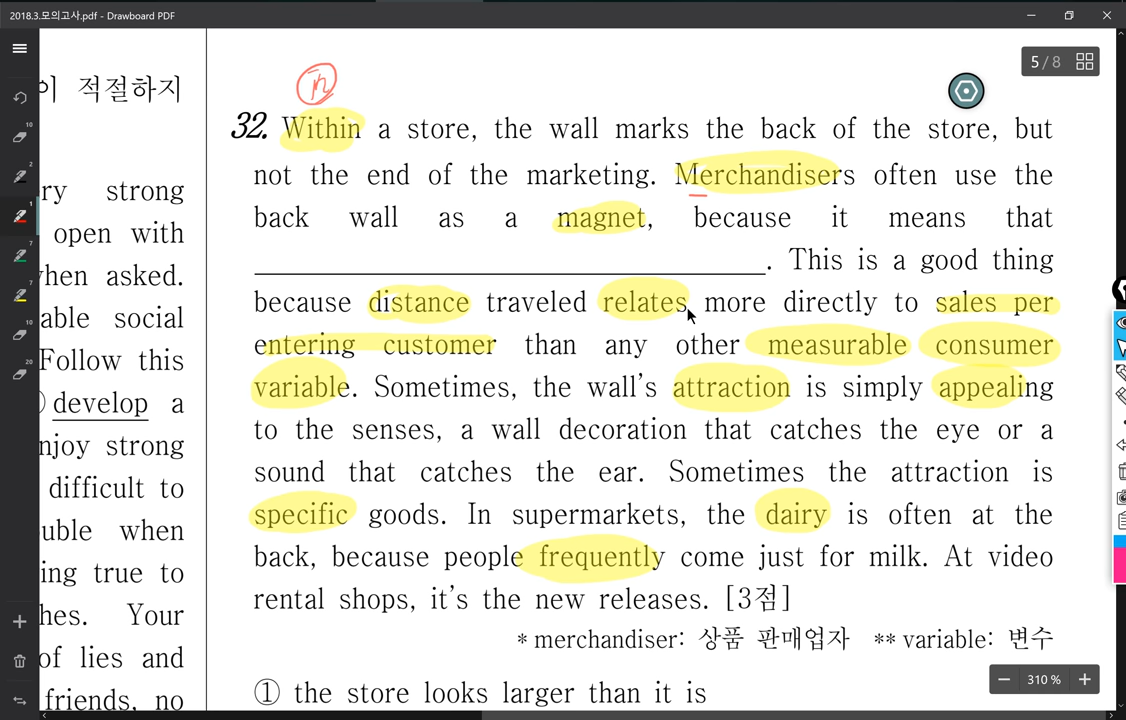 2018.3.모의고사.pdf - Drawboard PDF
5 / 8
적절하지
ry strong
open with
when asked.
able social
Follow this
develop a
njoy strong
difficult to
uble when
ing true to
hes. Your
of lies and
friends, no
32. Within a store, the wall marks the back of the store, but
not the end of the marketing. Merchandisers often use the
back wall as a magnet, because it means that
. This is a good thing
because distance traveled relates more directly to sales per
entering customer than any other measurable consumer
variable. Sometimes, the wall's attraction is simply appealing
to the senses, a wall decoration that catches the eye or a
sound that catches the ear. Sometimes the attraction is
specific goods. In supermarkets, the dairy is often at the
back, because people frequently come just for milk. At video
rental shops, it's the new releases. [3점]
* merchandiser: 상품 판매업자 ** variable: 변수
① the store looks larger than it is
310 %